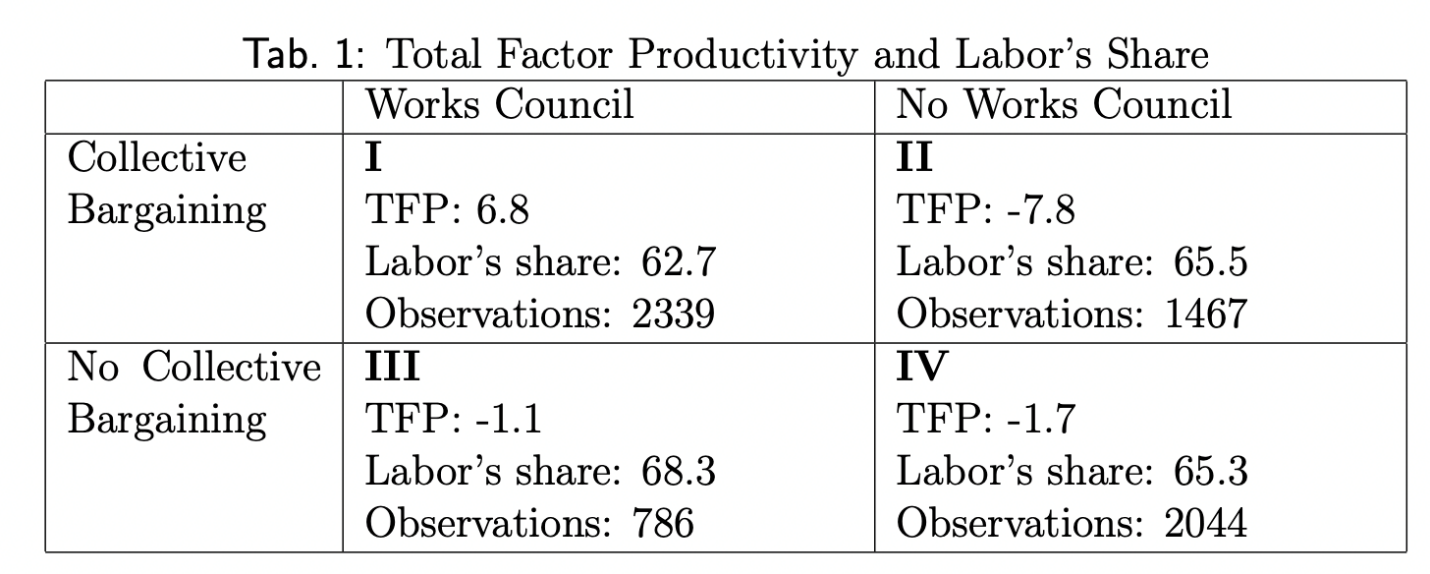 Tab. 1: Total Factor Productivity and Labor's Share
Works Council
No Works Council
Collective
Bargaining
I
TFP: 6.8
Labor's share: 62.7
Observations: 2339
II
TFP: -7.8
Labor's share: 65.5
Observations: 1467
No Collective
Bargaining
III
TFP: -1.1
Labor's share: 68.3
Observations: 786
IV
TFP: -1.7
Labor's share: 65.3
Observations: 2044